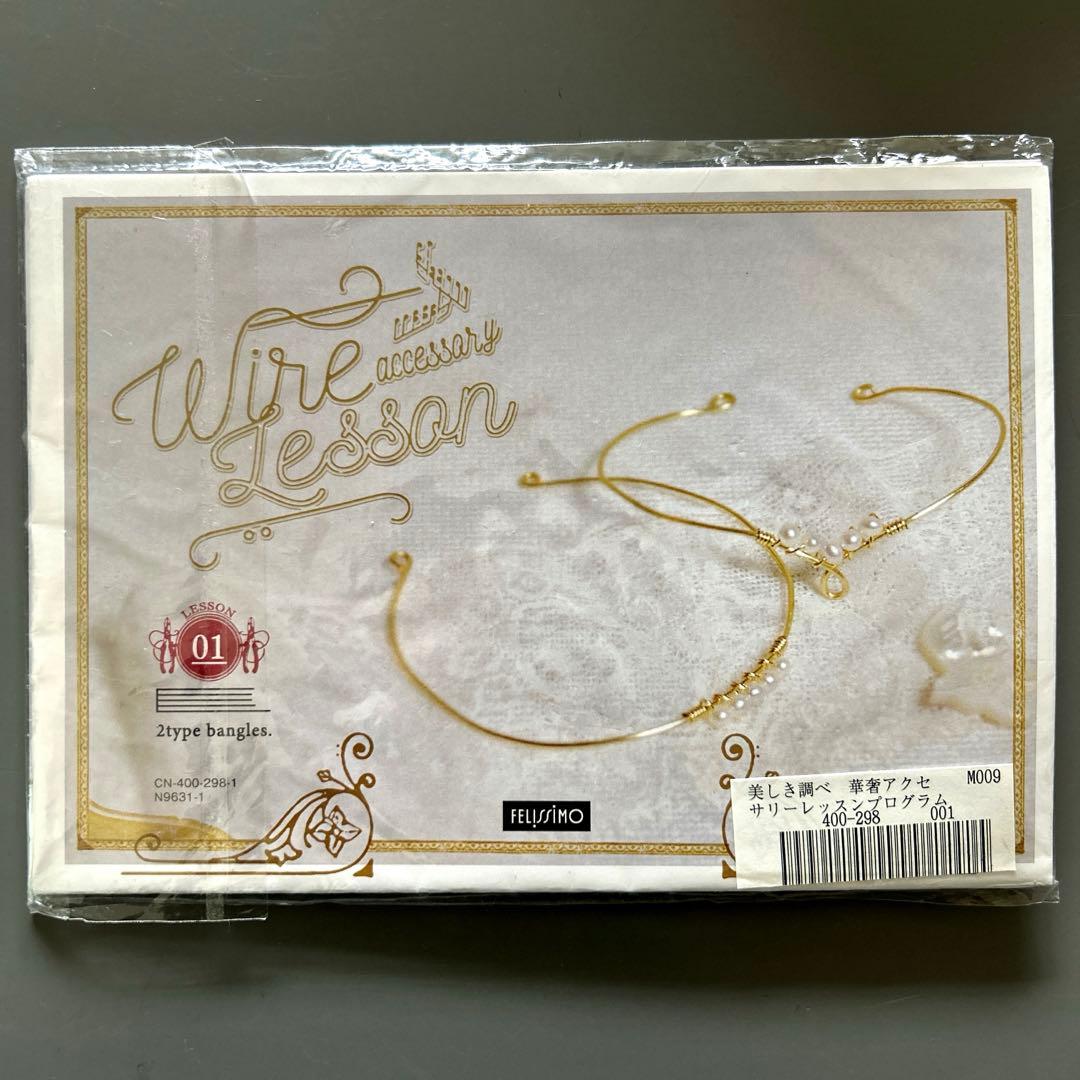 Wire
accessary
Lesson
LESSON
01
2type bangles.
CN-400-298-1
N9631-1
FELISSIMO
美しき調べ 華奢アクセ M009
サリーレッスンプログラム
400-298 001